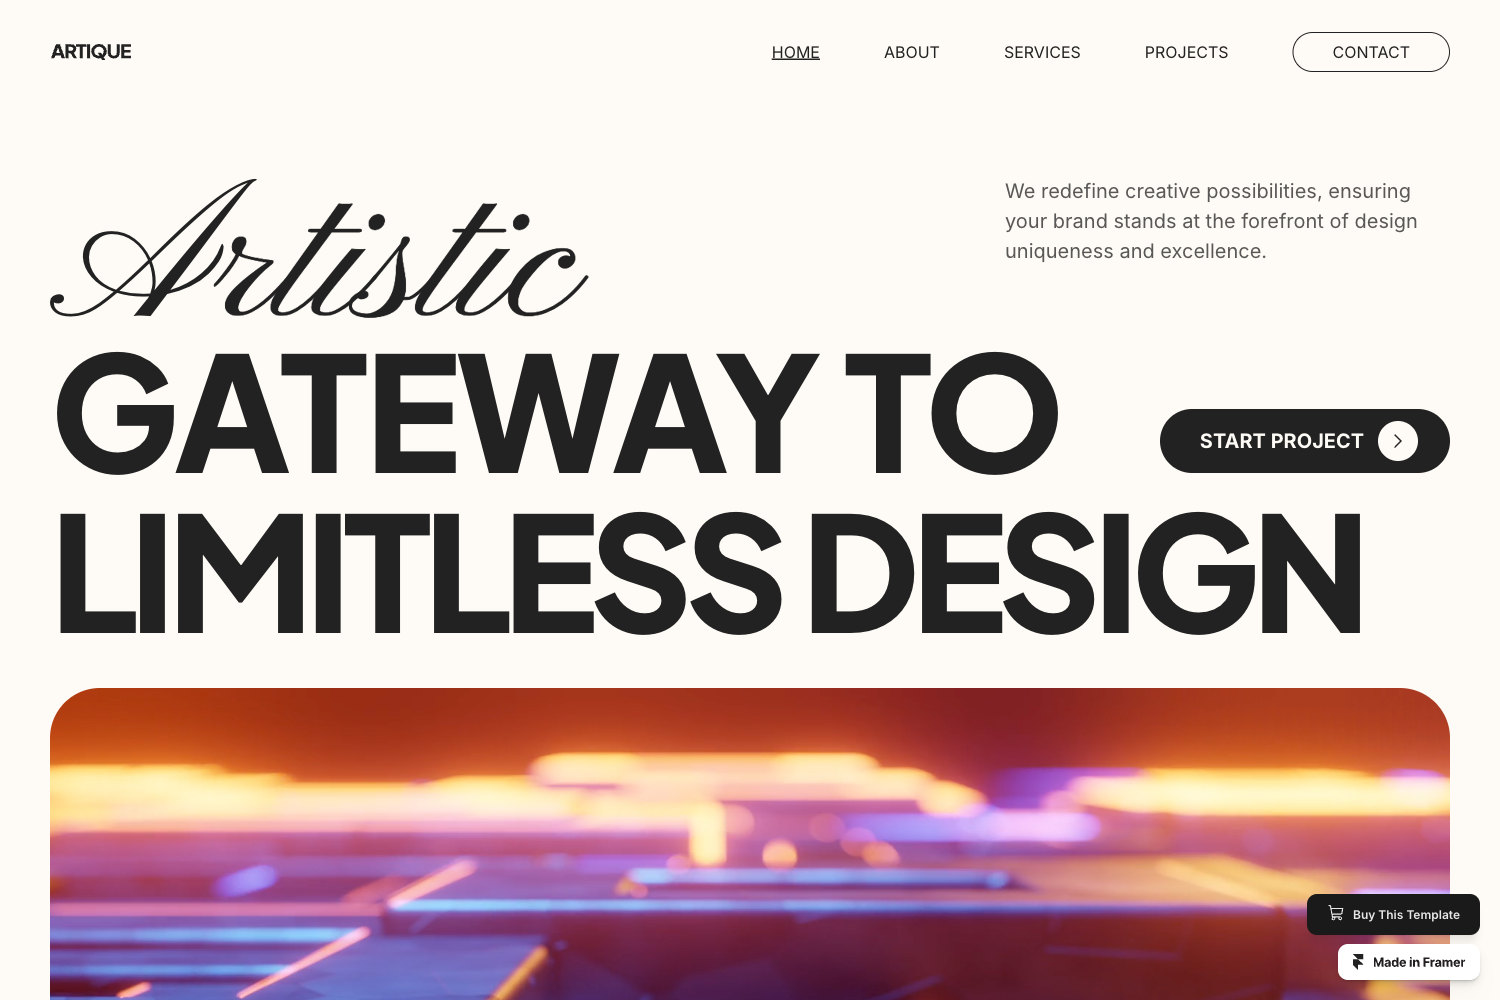 ARTIQUE
HOME
ABOUT
SERVICES
PROJECTS
CONTACT
Artistic
We redefine creative possibilities, ensuring
your brand stands at the forefront of design
uniqueness and excellence.
GATEWAY TO
START PROJECT
LIMITLESS DESIGN
Buy This Template
Made in Framer